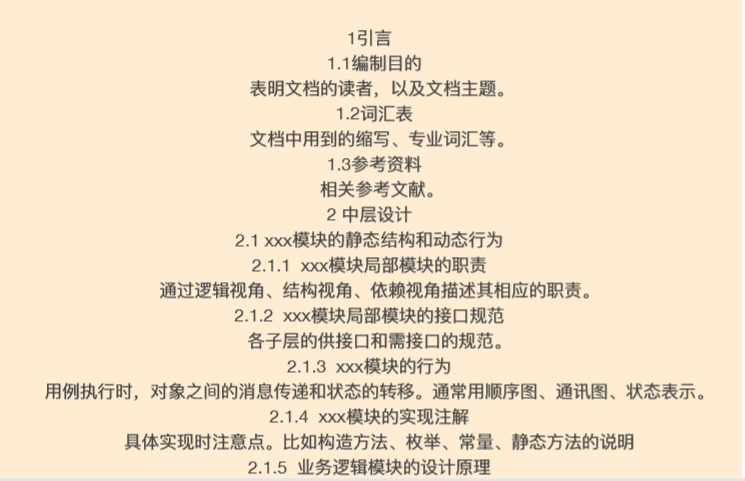 1引言
1.1编制目的
表明文档的读者，以及文档主题。
1.2词汇表
文档中用到的缩写、专业词汇等。
1.3参考资料
相关参考文献。
2 中层设计
2.1 xxx模块的静态结构和动态行为
2.1.1 xxx模块局部模块的职责
通过逻辑视角、结构视角、依赖视角描述其相应的职责。
2.1.2 xxx模块局部模块的接口规范
各子层的供接口和需接口的规范。
2.1.3 xxx模块的行为
用例执行时，对象之间的消息传递和状态的转移。通常用顺序图、通讯图、状态表示。
2.1.4 xxx模块的实现注解
具体实现时注意点。比如构造方法、枚举、常量、静态方法的说明
2.1.5 业务逻辑模块的设计原理